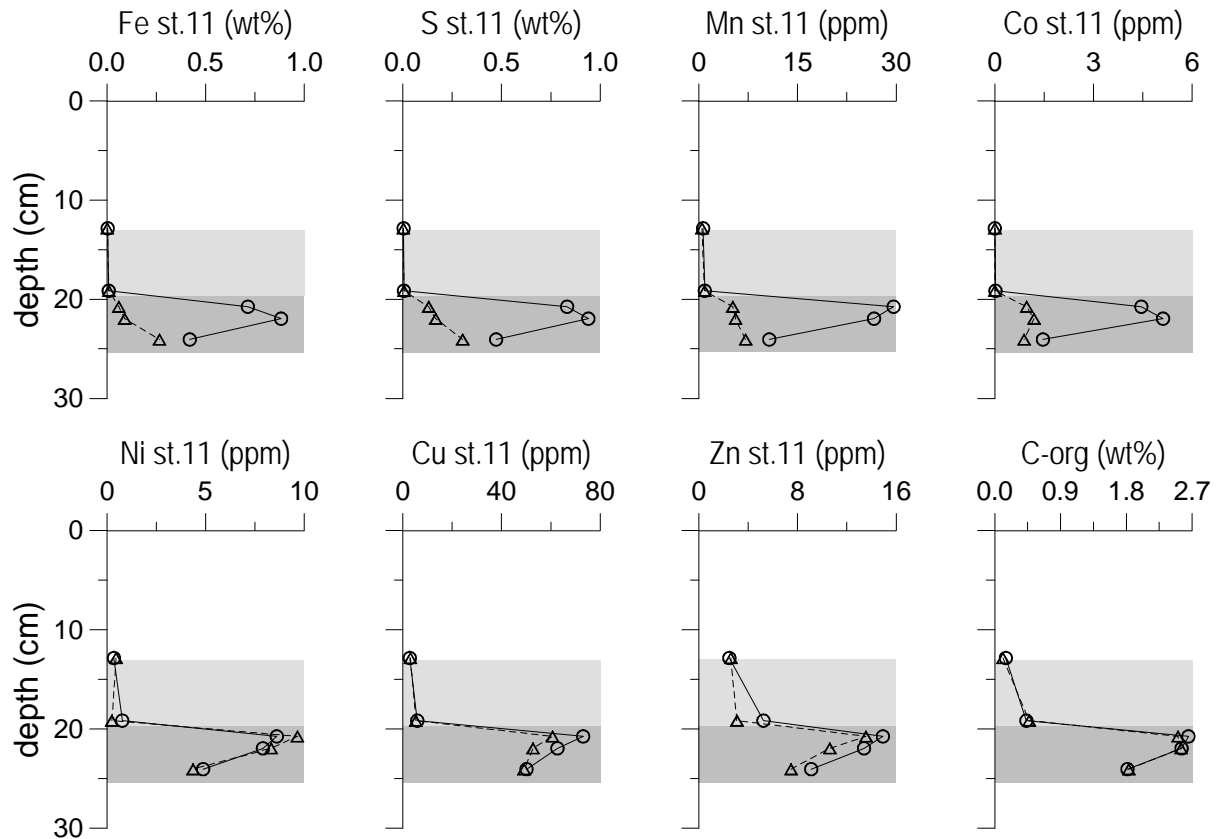 Fe st.11 (wt%) S st.11 (wt%) Mn st.11 (ppm) Co st.11 (ppm)
0.0 0.5 1.0 0.0 0.5 1.0 0 15 30 0 3 6
0
10
20
30
depth (cm)
Ni st.11 (ppm) Cu st.11 (ppm) Zn st.11 (ppm) C-org (wt%)
0 5 10 0 40 80 0 8 16 0.0 0.9 1.8 2.7
0
10
20
30
depth (cm)